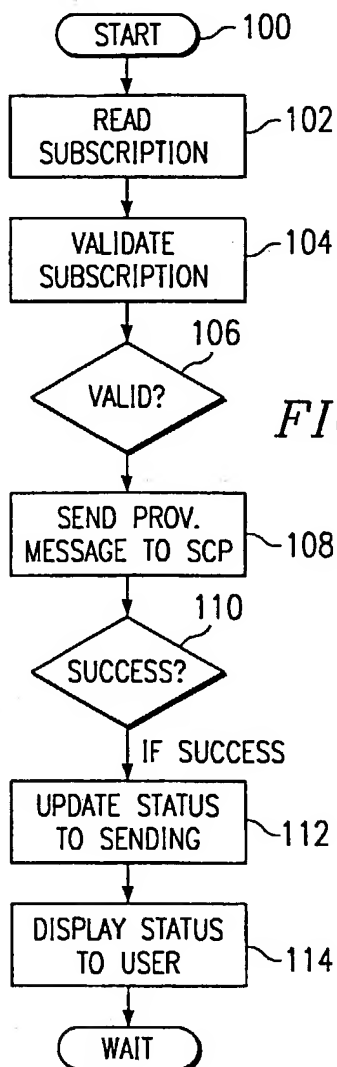 START 100
READ
SUBSCRIPTION 102
VALIDATE
SUBSCRIPTION 104
106
VALID?
SEND PROV.
MESSAGE TO SCP 108
110
SUCCESS?
IF SUCCESS
UPDATE STATUS
TO SENDING 112
DISPLAY STATUS
TO USER 114
WAIT